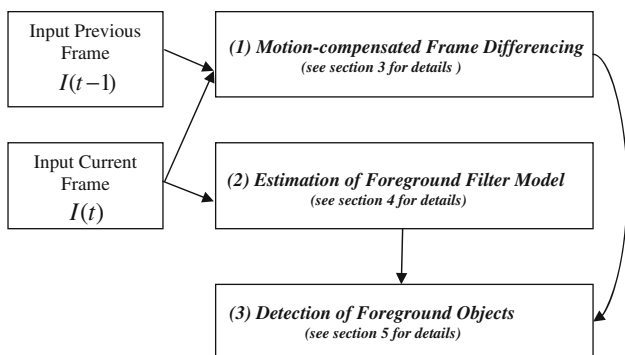 Input Previous
Frame
I(t−1)
(1) Motion-compensated Frame Differencing
(see section 3 for details )
Input Current
Frame
I(t)
(2) Estimation of Foreground Filter Model
(see section 4 for details)
(3) Detection of Foreground Objects
(see section 5 for details)